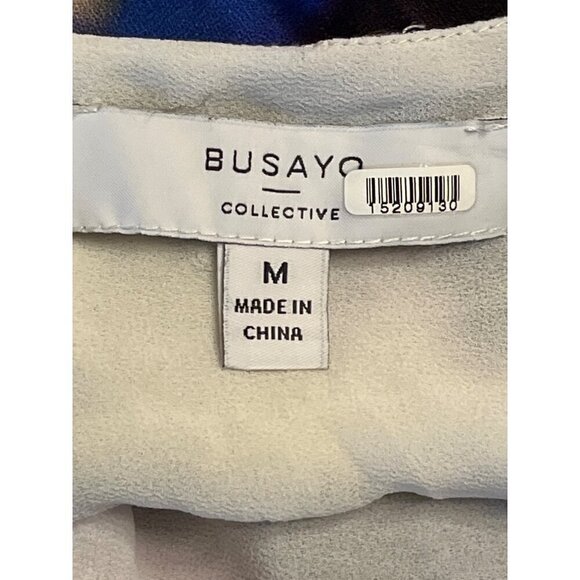 BUSAYO
COLLECTIVE
15209130
M
MADE IN
CHINA